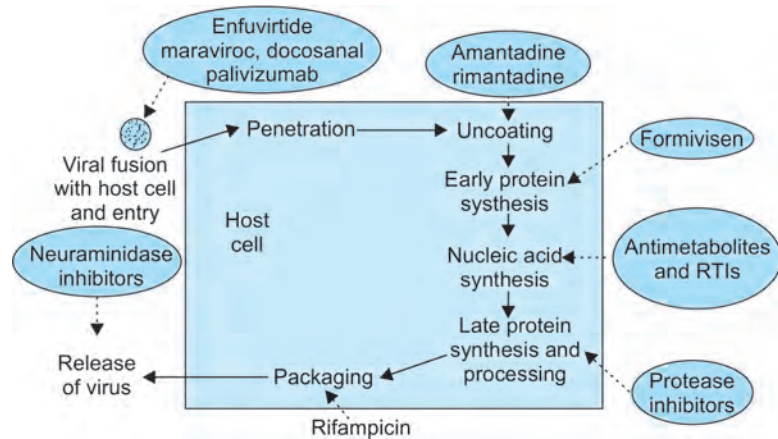 Enfuvirtide
maraviroc, docosanal
palivizumab
Amantadine
rimantadine
Penetration
Uncoating
Formivisen
Viral fusion
with host cell
and entry
Early protein
systhesis
Host
cell
Neuraminidase
inhibitors
Nucleic acid
synthesis
Antimetabolites
and RTIs
Late protein
synthesis and
processing
Release
of virus
Packaging
Protease
inhibitors
Rifampicin